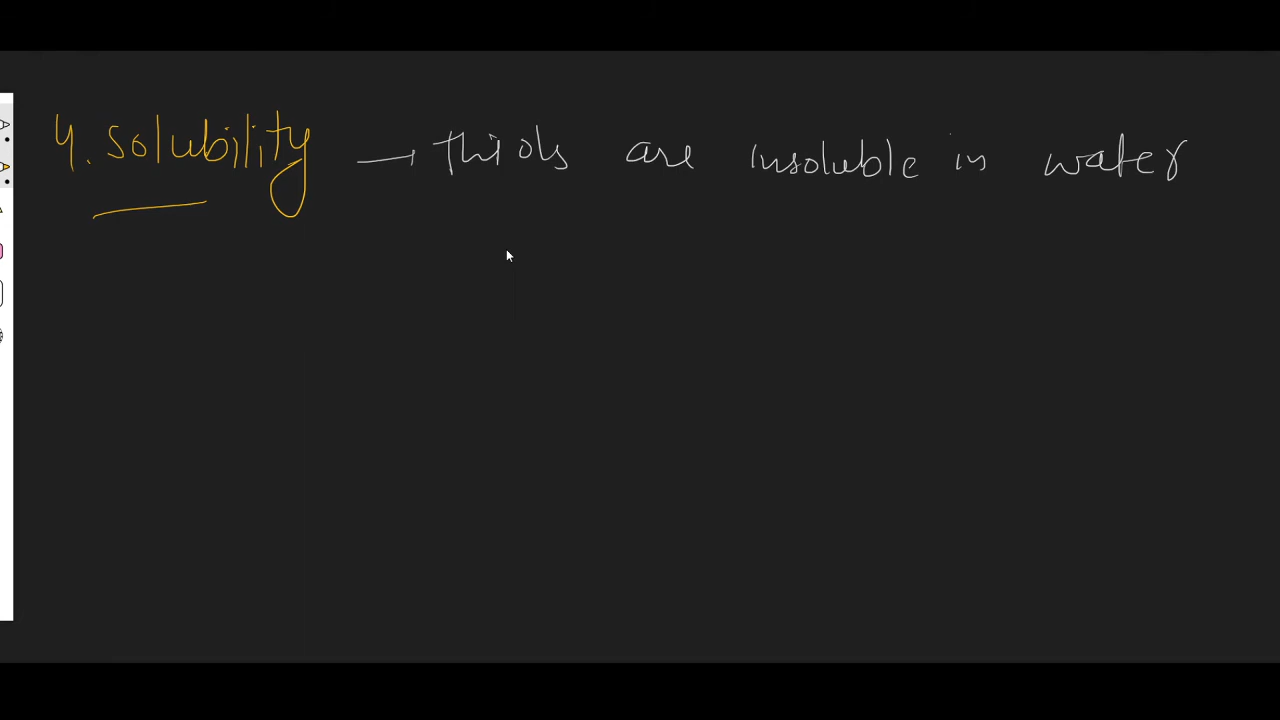 4. Solubility → thiols are insoluble in water